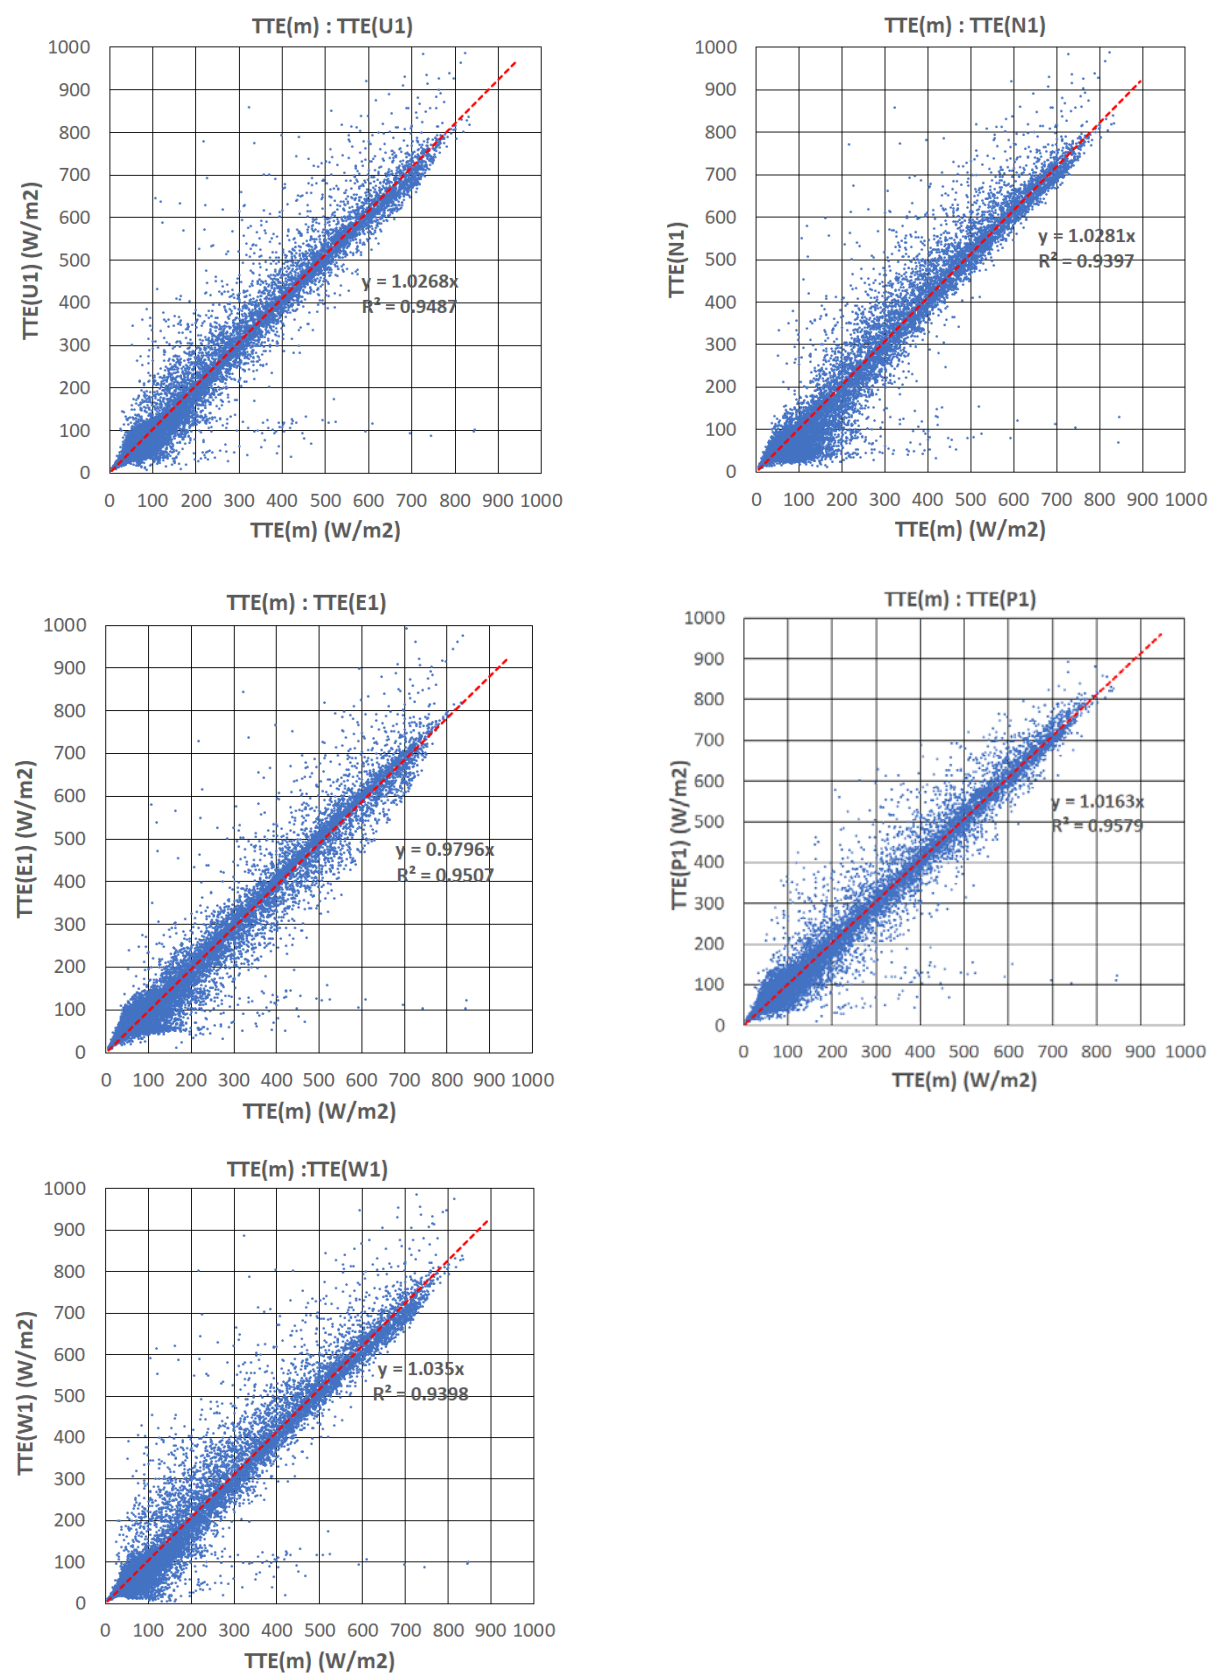 TTE(m) : TTE(U1)
1000
900
800
700
600
500
400
300
200
100
0
TTE(U1) (W/m2)
y = 1.0268x
R² = 0.9487
0 100 200 300 400 500 600 700 800 900 1000
TTE(m) (W/m2)
TTE(m) : TTE(N1)
1000
900
800
700
600
500
400
300
200
100
0
TTE(N1)
y = 1.0281x
R² = 0.9397
0 100 200 300 400 500 600 700 800 900 1000
TTE(m) (W/m2)
TTE(m) : TTE(E1)
1000
900
800
700
600
500
400
300
200
100
0
TTE(E1) (W/m2)
y = 0.9796x
R² = 0.9507
0 100 200 300 400 500 600 700 800 900 1000
TTE(m) (W/m2)
TTE(m) : TTE(P1)
1000
900
800
700
600
500
400
300
200
100
0
TTE(P1) (W/m2)
y = 1.0163x
R² = 0.9579
0 100 200 300 400 500 600 700 800 900 1000
TTE(m) (W/m2)
TTE(m) :TTE(W1)
1000
900
800
700
600
500
400
300
200
100
0
TTE(W1) (W/m2)
y = 1.035x
R² = 0.9398
0 100 200 300 400 500 600 700 800 900 1000
TTE(m) (W/m2)